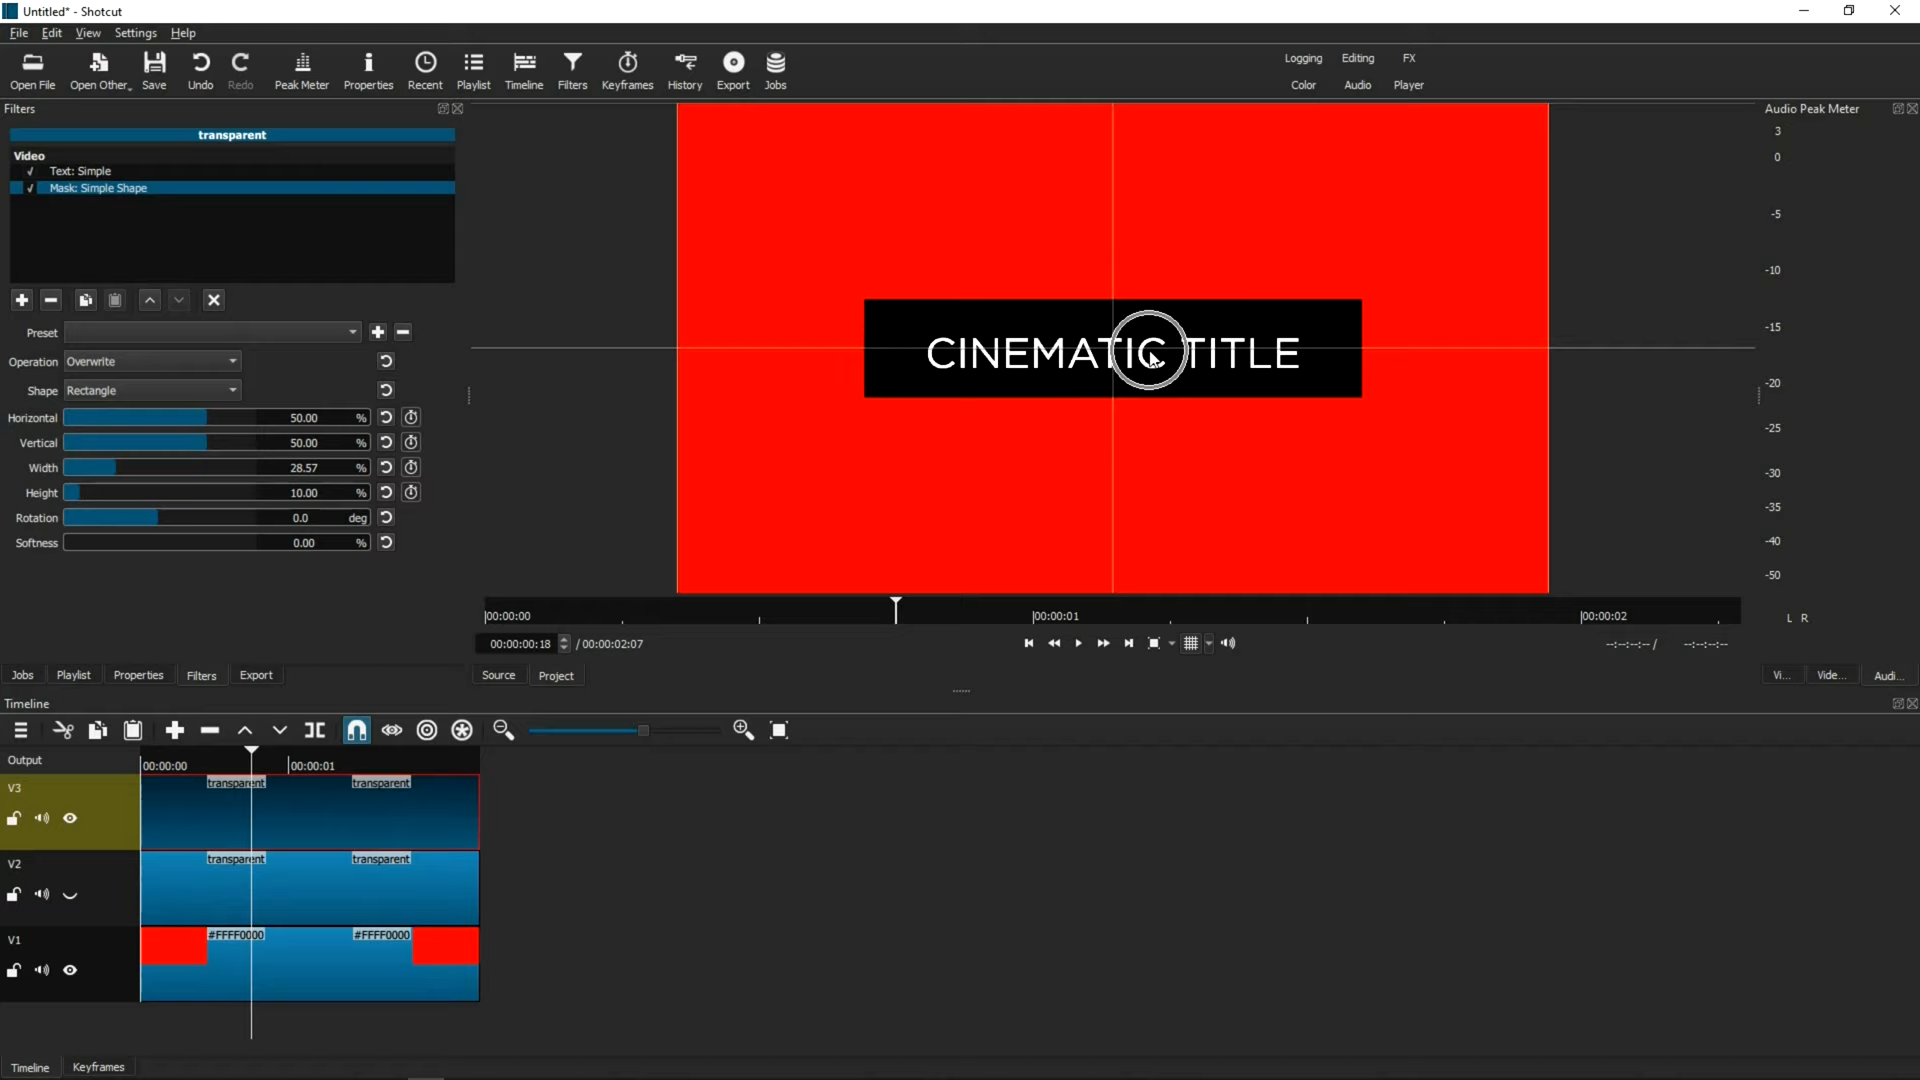 Untitled* - Shotcut
File Edit View Settings Help
Open File Open Other... Save Undo Redo Peak Meter Properties Recent Playlist Timeline Filters Keyframes History Export Jobs
Logging Editing FX
Color Audio Player
Filters
Audio Peak Meter
transparent
Video
Text: Simple
Mask: Simple Shape
Preset
Operation Overwrite
Shape Rectangle
Horizontal 50.00 %
Vertical 50.00 %
Width 28.57 %
Height 10.00 %
Rotation 0.0 deg
Softness 0.00 %
CINEMATIC TITLE
3
0
-5
-10
-15
-20
-25
-30
-35
-40
-50
L R
00:00:00 00:00:01 00:00:02
00:00:00:18 / 00:00:02:07
--:--:--:-- / --:--:--:--
Jobs Playlist Properties Filters Export
Source Project
Vi... Vide... Audi...
Timeline
Output
00:00:00 00:00:01
V3
transparent transparent
V2
transparent transparent
V1
#FFFF0000 #FFFF0000
Timeline Keyframes